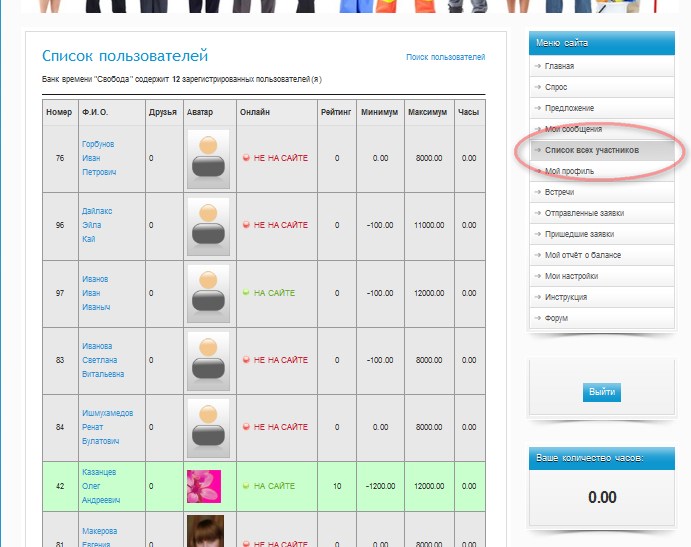 Список пользователей
Поиск пользователей
Банк времени "Свобода" содержит 12 зарегистрированных пользователей(я)
Номер Ф.И.О. Друзья Аватар Онлайн Рейтинг Минимум Максимум Часы
76 Горбунов Иван Петрович 0 НЕ НА САЙТЕ 0 0.00 8000.00 0.00
96 Дайлакс Эйла Кай 0 НЕ НА САЙТЕ 0 -100.00 11000.00 0.00
97 Иванов Иван Иваныч 0 НА САЙТЕ 0 -100.00 12000.00 0.00
83 Иванова Светлана Витальевна 0 НЕ НА САЙТЕ 0 -100.00 8000.00 0.00
84 Ишмухамедов Ренат Булатович 0 НЕ НА САЙТЕ 0 0.00 8000.00 0.00
42 Казанцев Олег Андреевич 0 НА САЙТЕ 10 -1200.00 12000.00 0.00
81 Макерова Евгения 0 НЕ НА САЙТЕ 0 -100.00 8000.00 0.00
Меню сайта
Главная
Спрос
Предложение
Мои сообщения
Список всех участников
Мой профиль
Встречи
Отправленные заявки
Пришедшие заявки
Мой отчёт о балансе
Мои настройки
Инструкция
Форум
Выйти
Ваше количество часов:
0.00